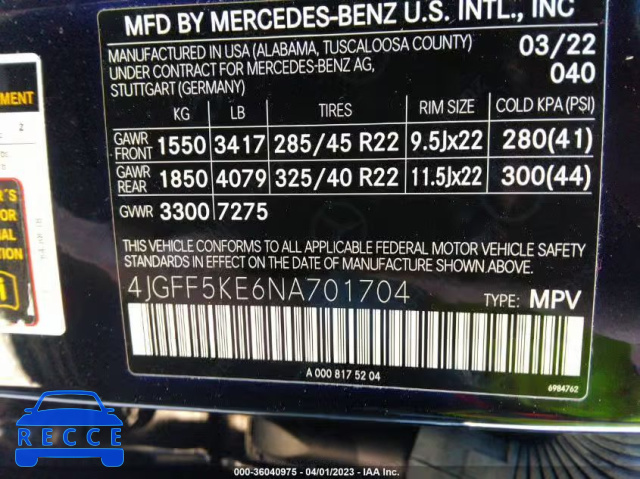 MFD BY MERCEDES-BENZ U.S. INTL., INC
MANUFACTURED IN USA (ALABAMA, TUSCALOOSA COUNTY)
UNDER CONTRACT FOR MERCEDES-BENZ AG,
STUTTGART (GERMANY)
03/22
040
KG LB TIRES RIM SIZE COLD KPA (PSI)
GAWR FRONT 1550 3417 285/45 R22 9.5Jx22 280(41)
GAWR REAR 1850 4079 325/40 R22 11.5Jx22 300(44)
GVWR 3300 7275
THIS VEHICLE CONFORMS TO ALL APPLICABLE FEDERAL MOTOR VEHICLE SAFETY
STANDARDS IN EFFECT ON THE DATE OF MANUFACTURE SHOWN ABOVE.
4JGFF5KE6NA701704 TYPE: MPV
A 000 817 52 04
6984762
000-36040975 - 04/01/2023 - IAA Inc.
RECCE
2